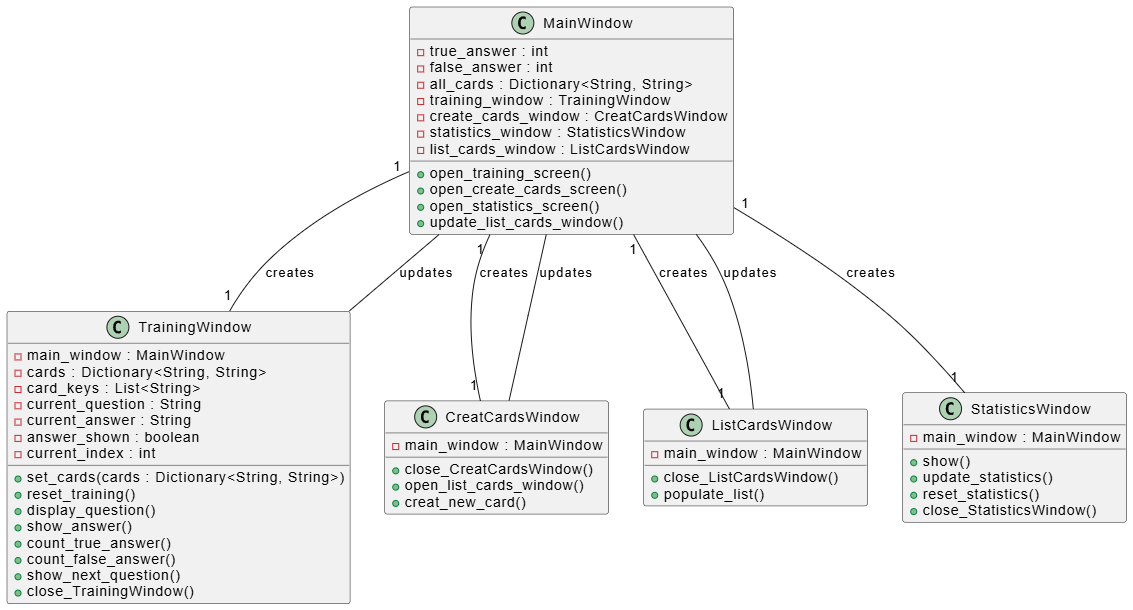 C MainWindow
true_answer : int
false_answer : int
all_cards : Dictionary<String, String>
training_window : TrainingWindow
create_cards_window : CreatCardsWindow
statistics_window : StatisticsWindow
list_cards_window : ListCardsWindow
open_training_screen()
open_create_cards_screen()
open_statistics_screen()
update_list_cards_window()
1
1
1
1
creates
updates
creates
updates
creates
updates
creates
1
1
1
1
C TrainingWindow
main_window : MainWindow
cards : Dictionary<String, String>
card_keys : List<String>
current_question : String
current_answer : String
answer_shown : boolean
current_index : int
set_cards(cards : Dictionary<String, String>)
reset_training()
display_question()
show_answer()
count_true_answer()
count_false_answer()
show_next_question()
close_TrainingWindow()
C CreatCardsWindow
main_window : MainWindow
close_CreatCardsWindow()
open_list_cards_window()
creat_new_card()
C ListCardsWindow
main_window : MainWindow
close_ListCardsWindow()
populate_list()
C StatisticsWindow
main_window : MainWindow
show()
update_statistics()
reset_statistics()
close_StatisticsWindow()